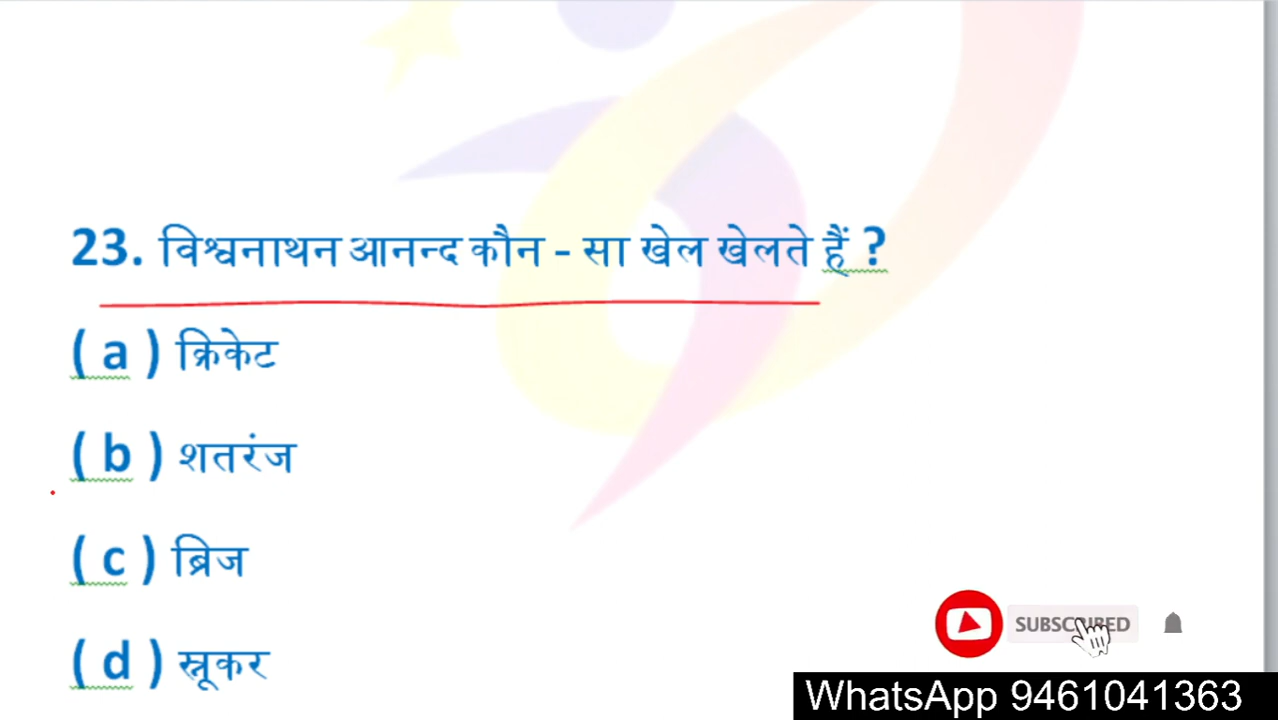 23. विश्वनाथन आनन्द कौन - सा खेल खेलते हैं ?
( a ) क्रिकेट
( b ) शतरंज
( c ) ब्रिज
( d ) स्नूकर
SUBSCRIBED
WhatsApp 9461041363